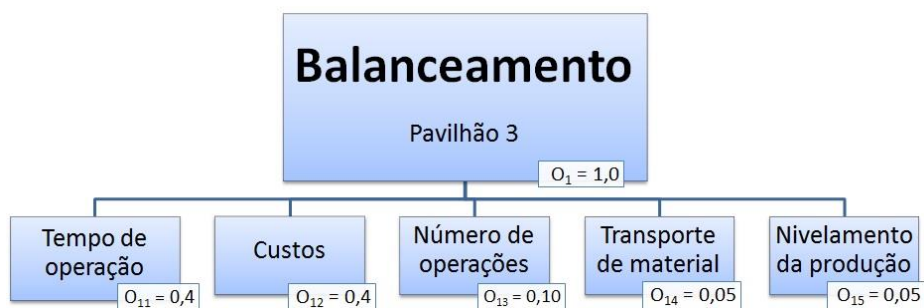 Balanceamento
Pavilhão 3
O₁ = 1,0
Tempo de
operação
O₁₁ = 0,4
Custos
O₁₂ = 0,4
Número de
operações
O₁₃ = 0,10
Transporte
de material
O₁₄ = 0,05
Nivelamento
da produção
O₁₅ = 0,05